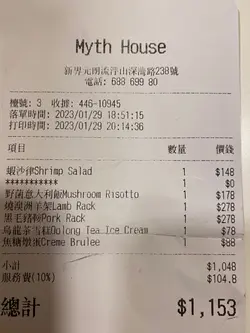 Myth House
新界元朗流浮山深灣路238號
電話: 688 699 80
檯號: 3 收據: 446-10945
落單時間: 2023/01/29 18:51:15
打印時間: 2023/01/29 20:14:36
項目 數量 價錢
蝦沙律Shrimp Salad 1 $148
*********** 1 $0
野菌意大利飯Mushroom Risotto 1 $178
燒澳洲羊架Lamb Rack 1 $278
黑毛豬鞍Pork Rack 1 $278
烏龍茶雪糕Oolong Tea Ice Cream 1 $78
焦糖燉蛋Creme Brulee 1 $88
小計 $1,048
服務費(10%) $104.8
總計 $1,153